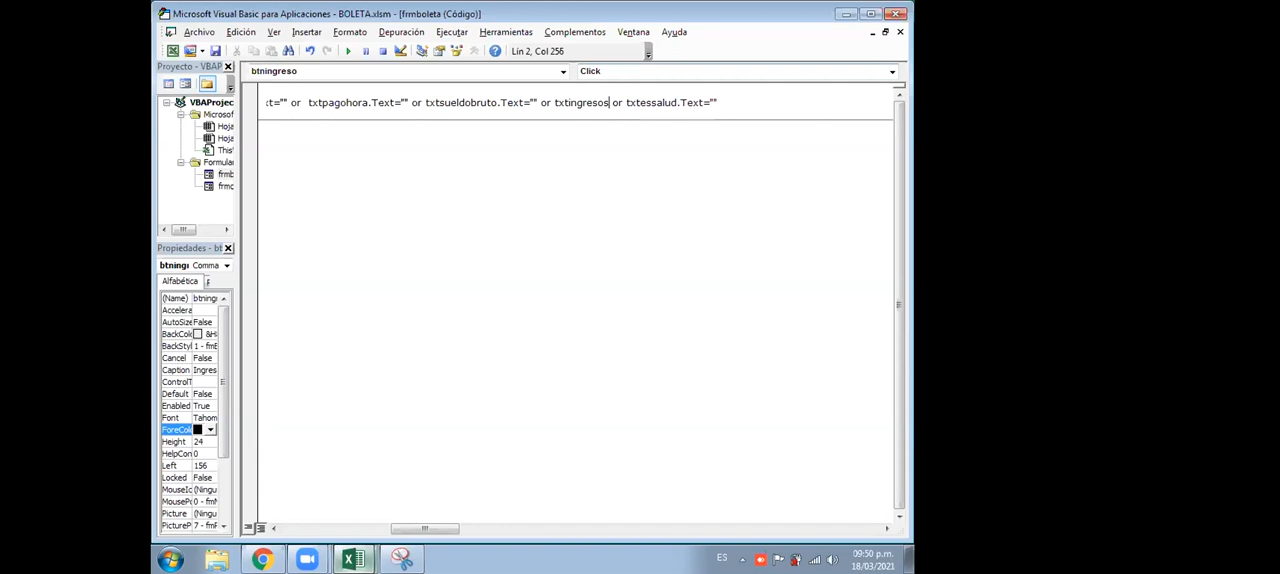 Microsoft Visual Basic para Aplicaciones - BOLETA.xlsm - [frmboleta (Código)]
Archivo Edición Ver Insertar Formato Depuración Ejecutar Herramientas Complementos Ventana Ayuda
Lín 2, Col 256
Proyecto - VBAP
btningreso
Click
VBAProjec
Microsof
Hoja
Hoja
This
Formular
frmb
frmc
:t="" or txtpagohora.Text="" or txtsueldobruto.Text="" or txtingresos or txtessalud.Text=""
Propiedades - bt
btningr Comma
Alfabética
(Name) btningr
Accelera
AutoSize False
BackColo &H8
BackStyl 1 - fmB
Cancel False
Caption Ingres
ControlT
Default False
Enabled True
Font Tahom
ForeColo
Height 24
HelpCon 0
Left 156
Locked False
MouseIc (Ningu
MousePo 0 - fmM
Picture (Ningu
PictureP 7 - fmP
ES
09:50 p.m.
18/03/2021